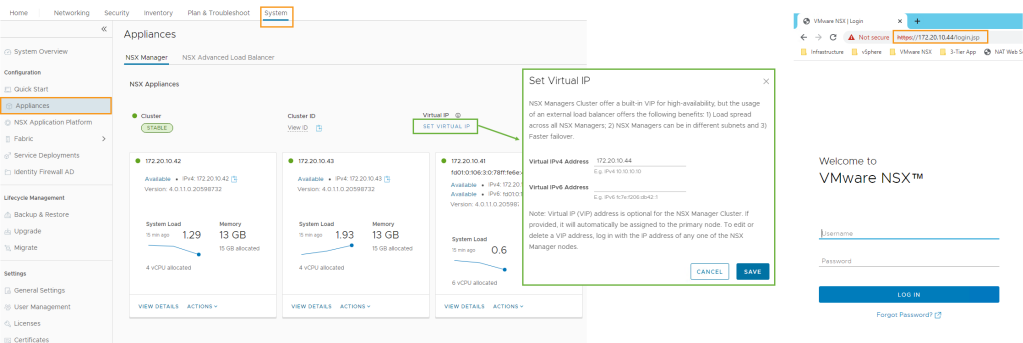 Home Networking Security Inventory Plan & Troubleshoot System
«
System Overview
Configuration
Quick Start
Appliances
NSX Application Platform
Fabric
Service Deployments
Identity Firewall AD
Lifecycle Management
Backup & Restore
Upgrade
Migrate
Settings
General Settings
User Management
Licenses
Certificates
Appliances
NSX Manager NSX Advanced Load Balancer
NSX Appliances
Cluster
STABLE
Cluster ID
View ID
Virtual IP
SET VIRTUAL IP
172.20.10.42
Available • IPv4: 172.20.10.42
Version: 4.0.1.1.0.20598732
System Load
15 min ago 1.29
Memory
13 GB
15 GB allocated
4 vCPU allocated
VIEW DETAILS ACTIONS
172.20.10.43
Available • IPv4: 172.20.10.43
Version: 4.0.1.1.0.20598732
System Load
15 min ago 1.93
Memory
13 GB
15 GB allocated
4 vCPU allocated
VIEW DETAILS ACTIONS
172.20.10.41
Available • IPv4: 172.20.
Available • IPv6:
System Load
15 min ago 0.6
6 vCPU allocated
VIEW DETAILS ACTIONS
Set Virtual IP
NSX Managers Cluster offer a built-in VIP for high-availability, but the usage
of an external load balancer offers the following benefits: 1) Load spread
across all NSX Managers; 2) NSX Managers can be in different subnets and 3)
Faster failover.
Virtual IPv4 Address 172.20.10.44
E.g. IPv4 10.10.10.10
Virtual IPv6 Address
E.g. IPv6 fc7e:1206:db42::1
Note: Virtual IP (VIP) address is optional for the NSX Manager Cluster. If
provided, it will automatically be assigned to the primary node. To edit or
delete a VIP address, log in with the IP address of any one of the NSX
Manager nodes.
CANCEL SAVE
VMware NSX | Login
Not secure https://172.20.10.44/login.jsp
Infrastructure vSphere VMware NSX 3-Tier App NAT Web
Welcome to
VMware NSX™
Username
Password
LOG IN
Forgot Password?